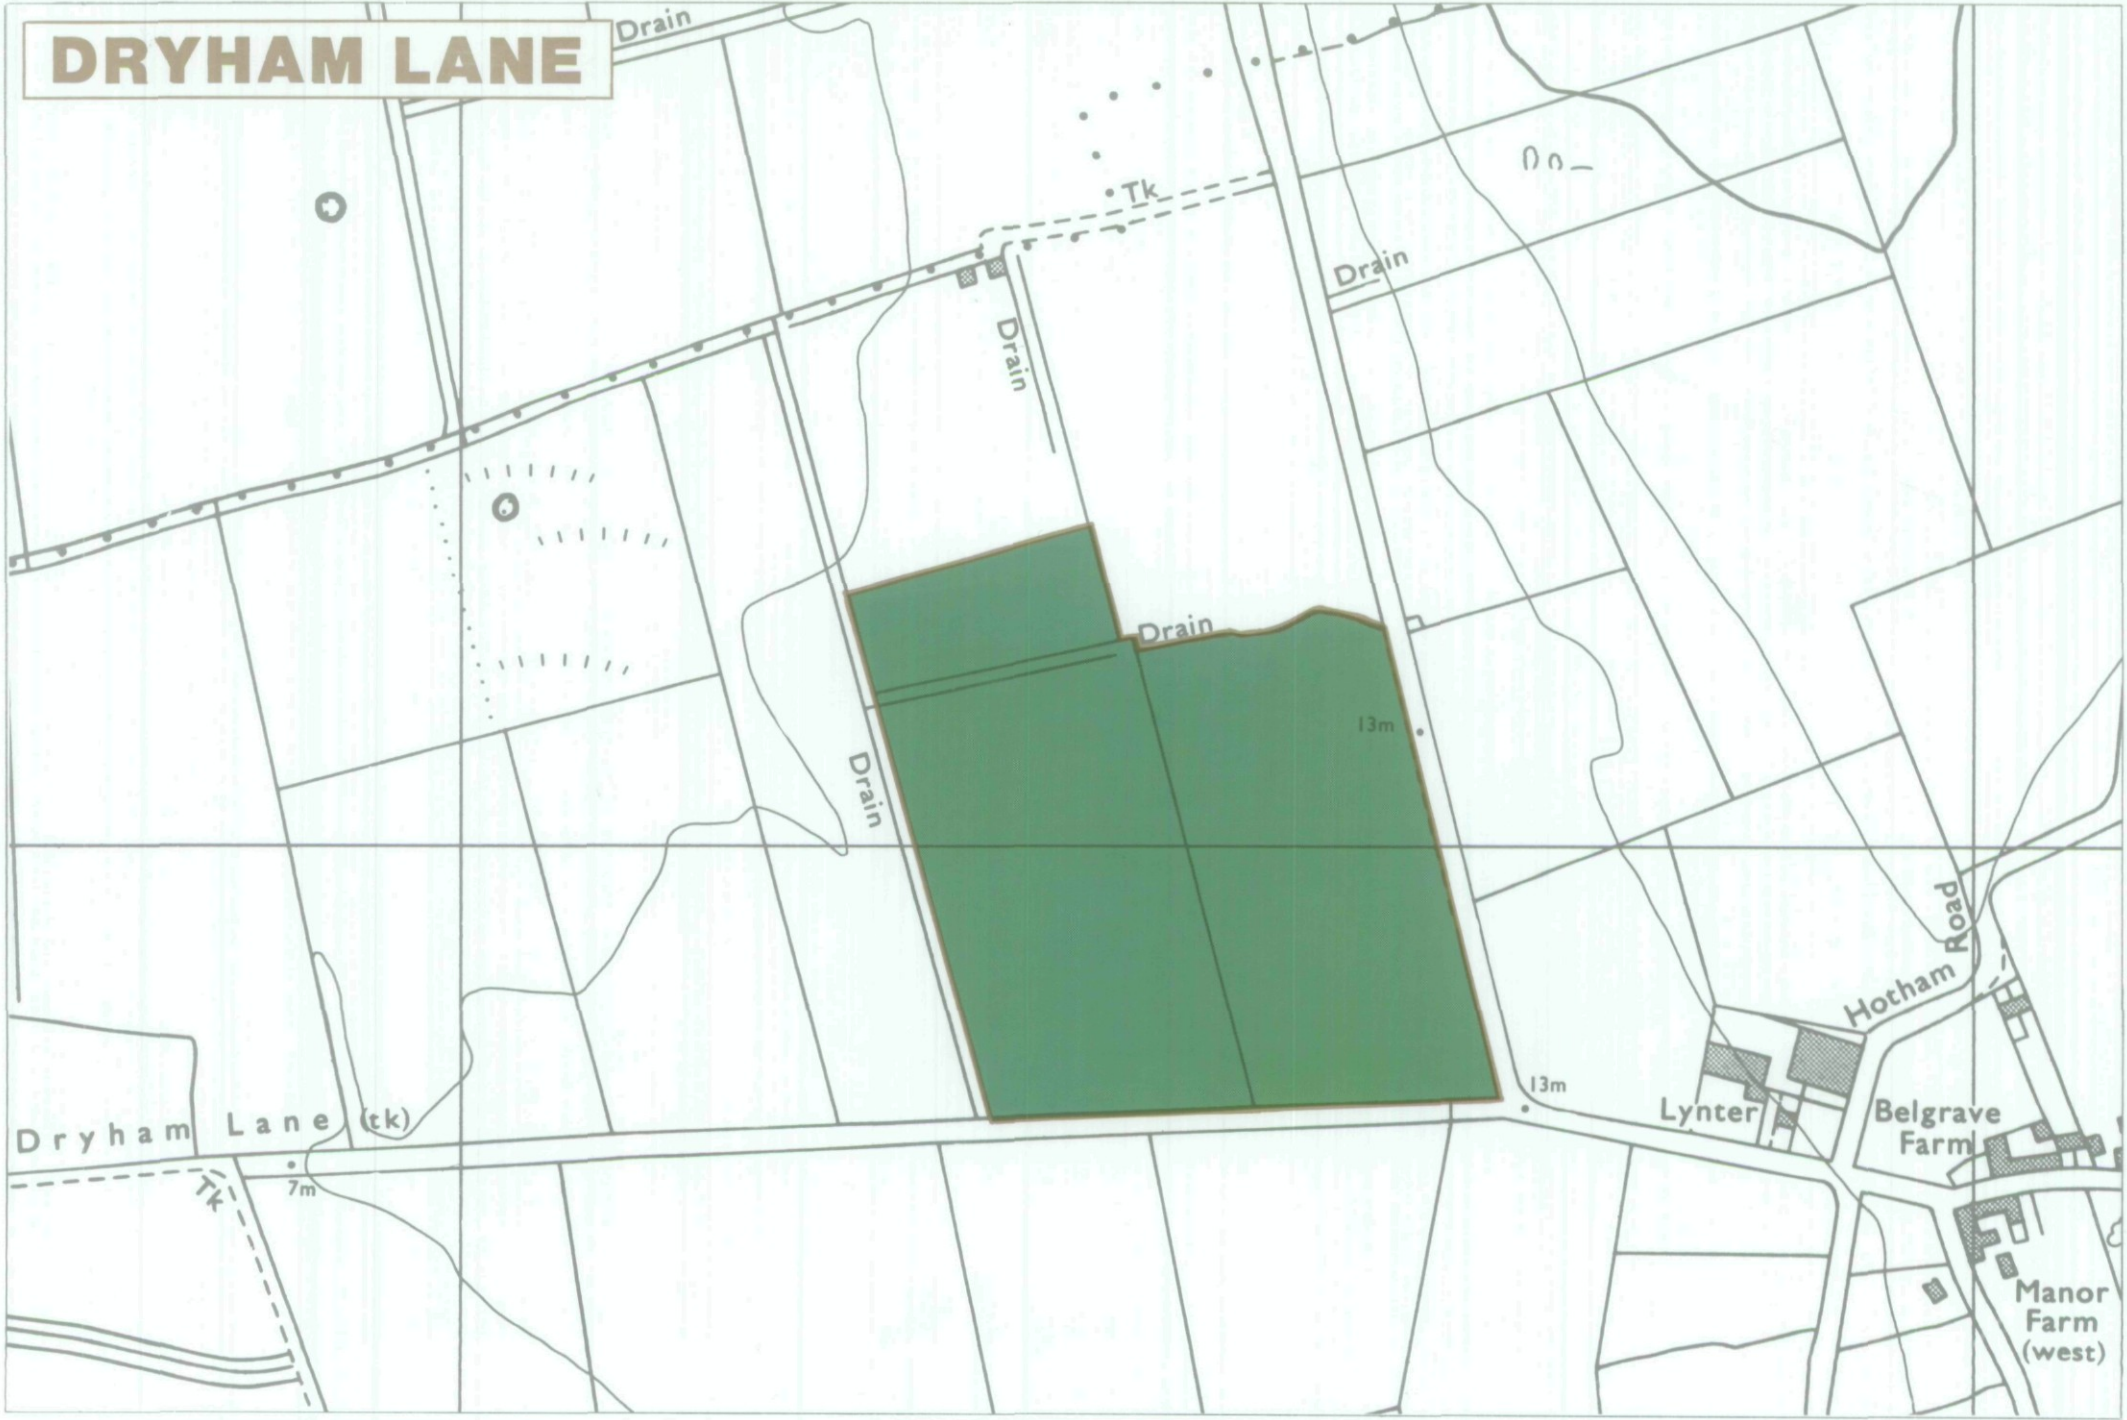 DRYHAM LANE
Drain
Tk
Drain
Drain
Drain
13m
Drain
Road
Hotham
13m
Lynter
Belgrave
Farm
Dryham Lane (tk)
Tk
7m
Manor
Farm
(west)